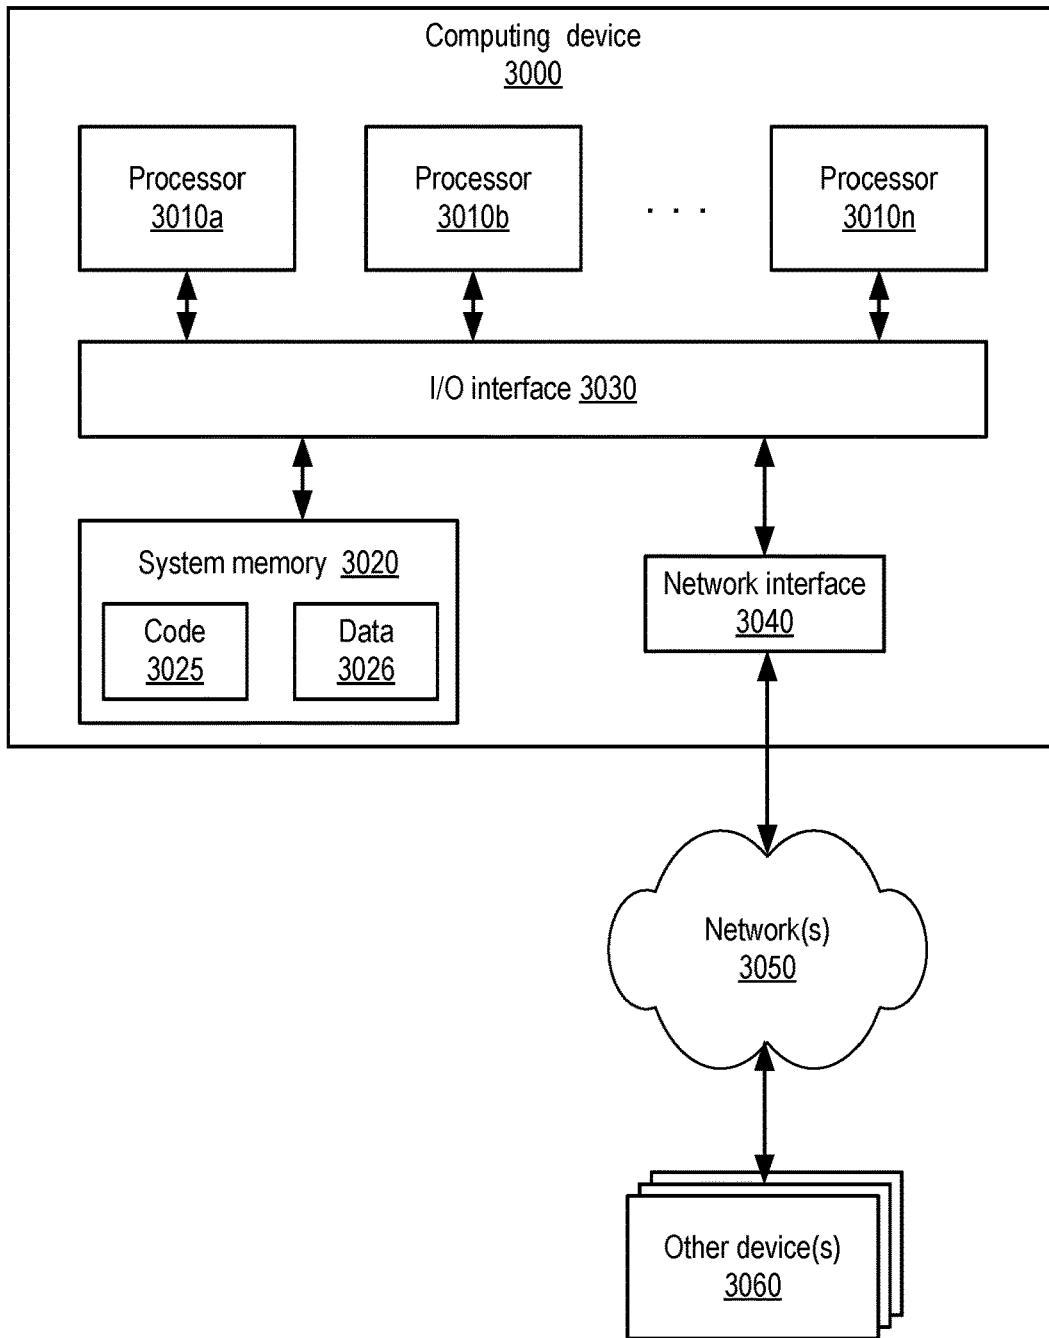 Computing device
3000
Processor
3010a
Processor
3010b
. . .
Processor
3010n
I/O interface 3030
System memory 3020
Code
3025
Data
3026
Network interface
3040
Network(s)
3050
Other device(s)
3060